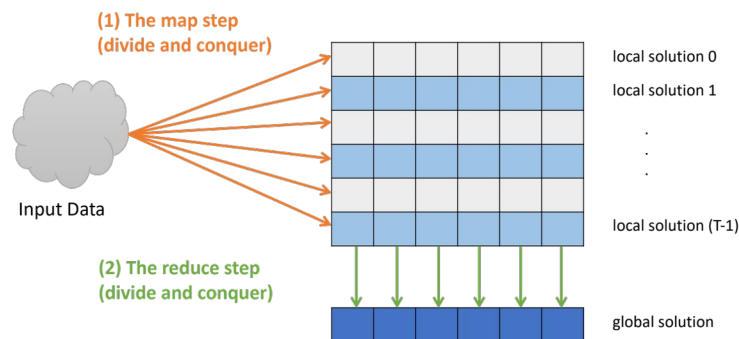 (1) The map step
(divide and conquer)
local solution 0
local solution 1
.
.
.
Input Data
local solution (T-1)
(2) The reduce step
(divide and conquer)
global solution